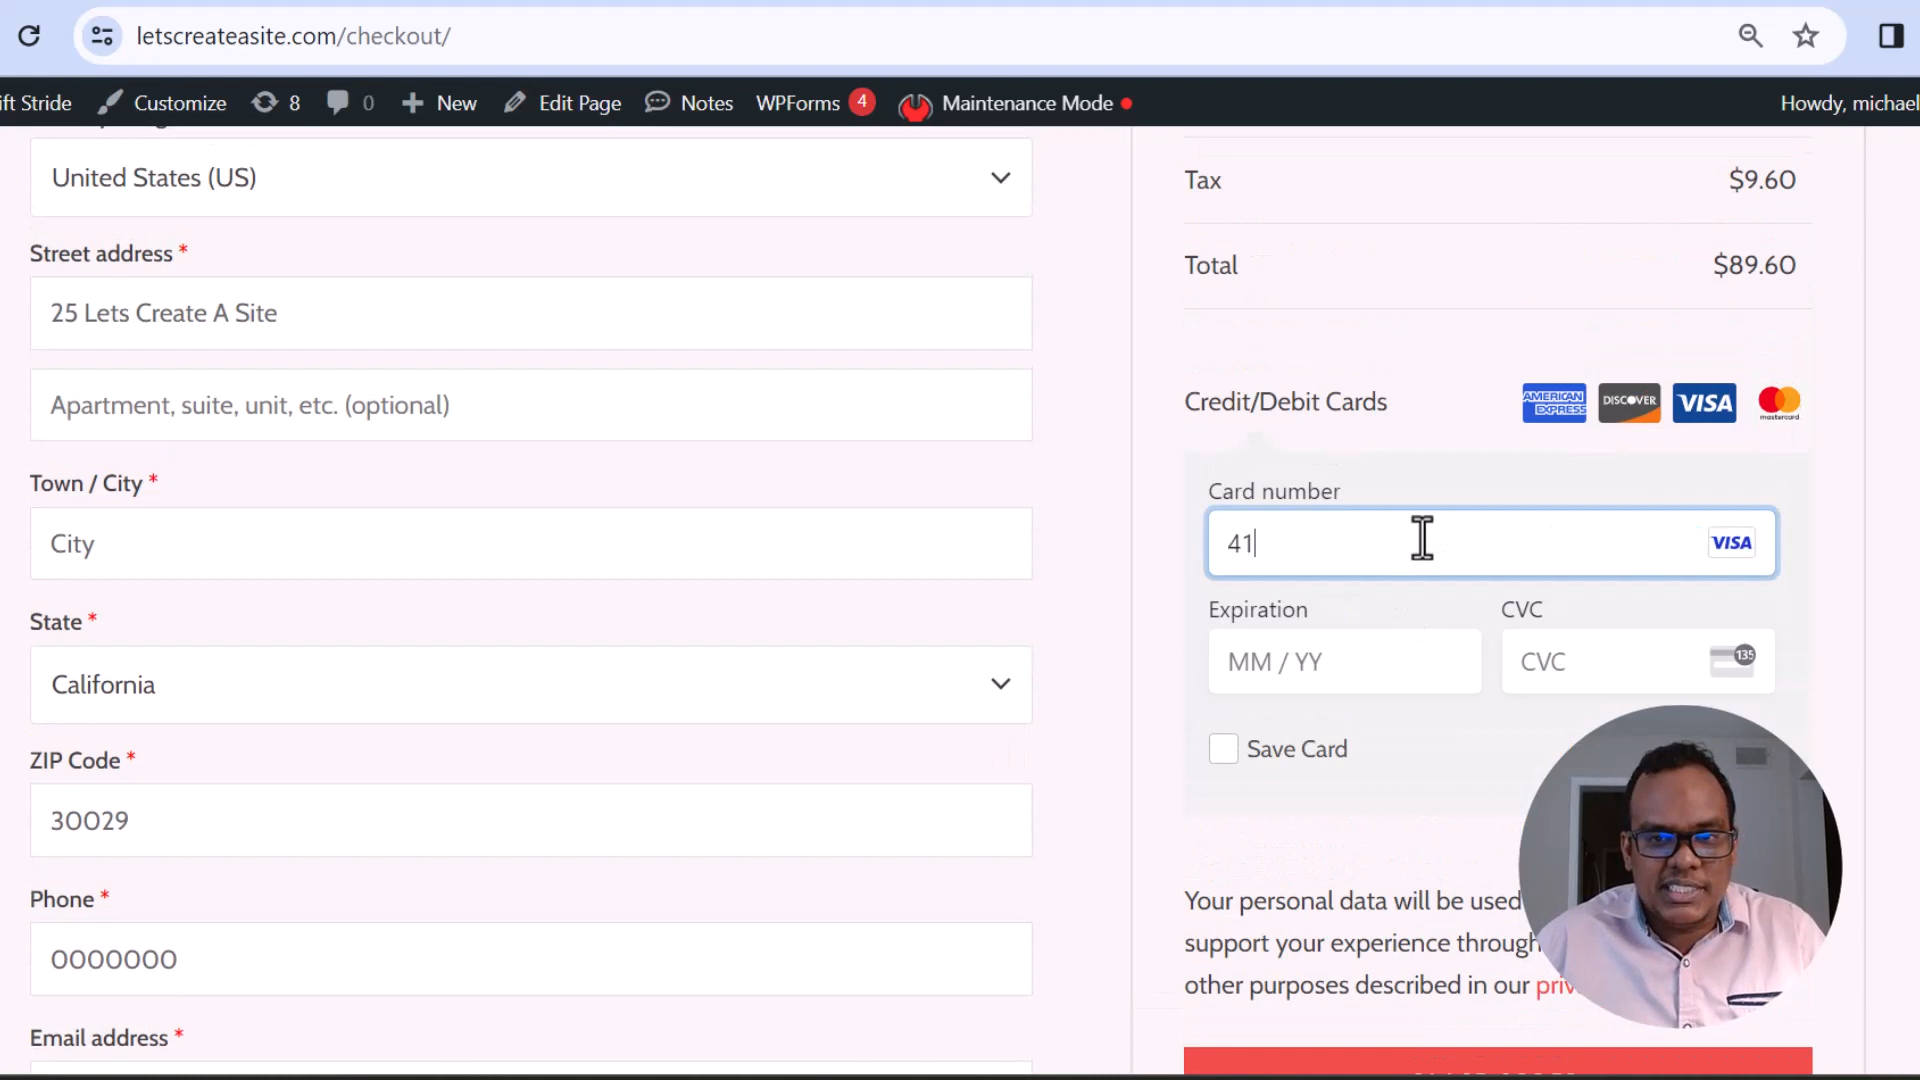 letscreateasite.com/checkout/
ift Stride Customize 8 0 New Edit Page Notes WPForms 4 Maintenance Mode Howdy, michael
United States (US)
Street address *
25 Lets Create A Site
Apartment, suite, unit, etc. (optional)
Town / City *
City
State *
California
ZIP Code *
30029
Phone *
0000000
Email address *
Tax $9.60
Total $89.60
Credit/Debit Cards AMERICAN EXPRESS DISCOVER VISA mastercard
Card number
41 VISA
Expiration CVC
MM / YY CVC 135
Save Card
Your personal data will be used
support your experience through
other purposes described in our priv